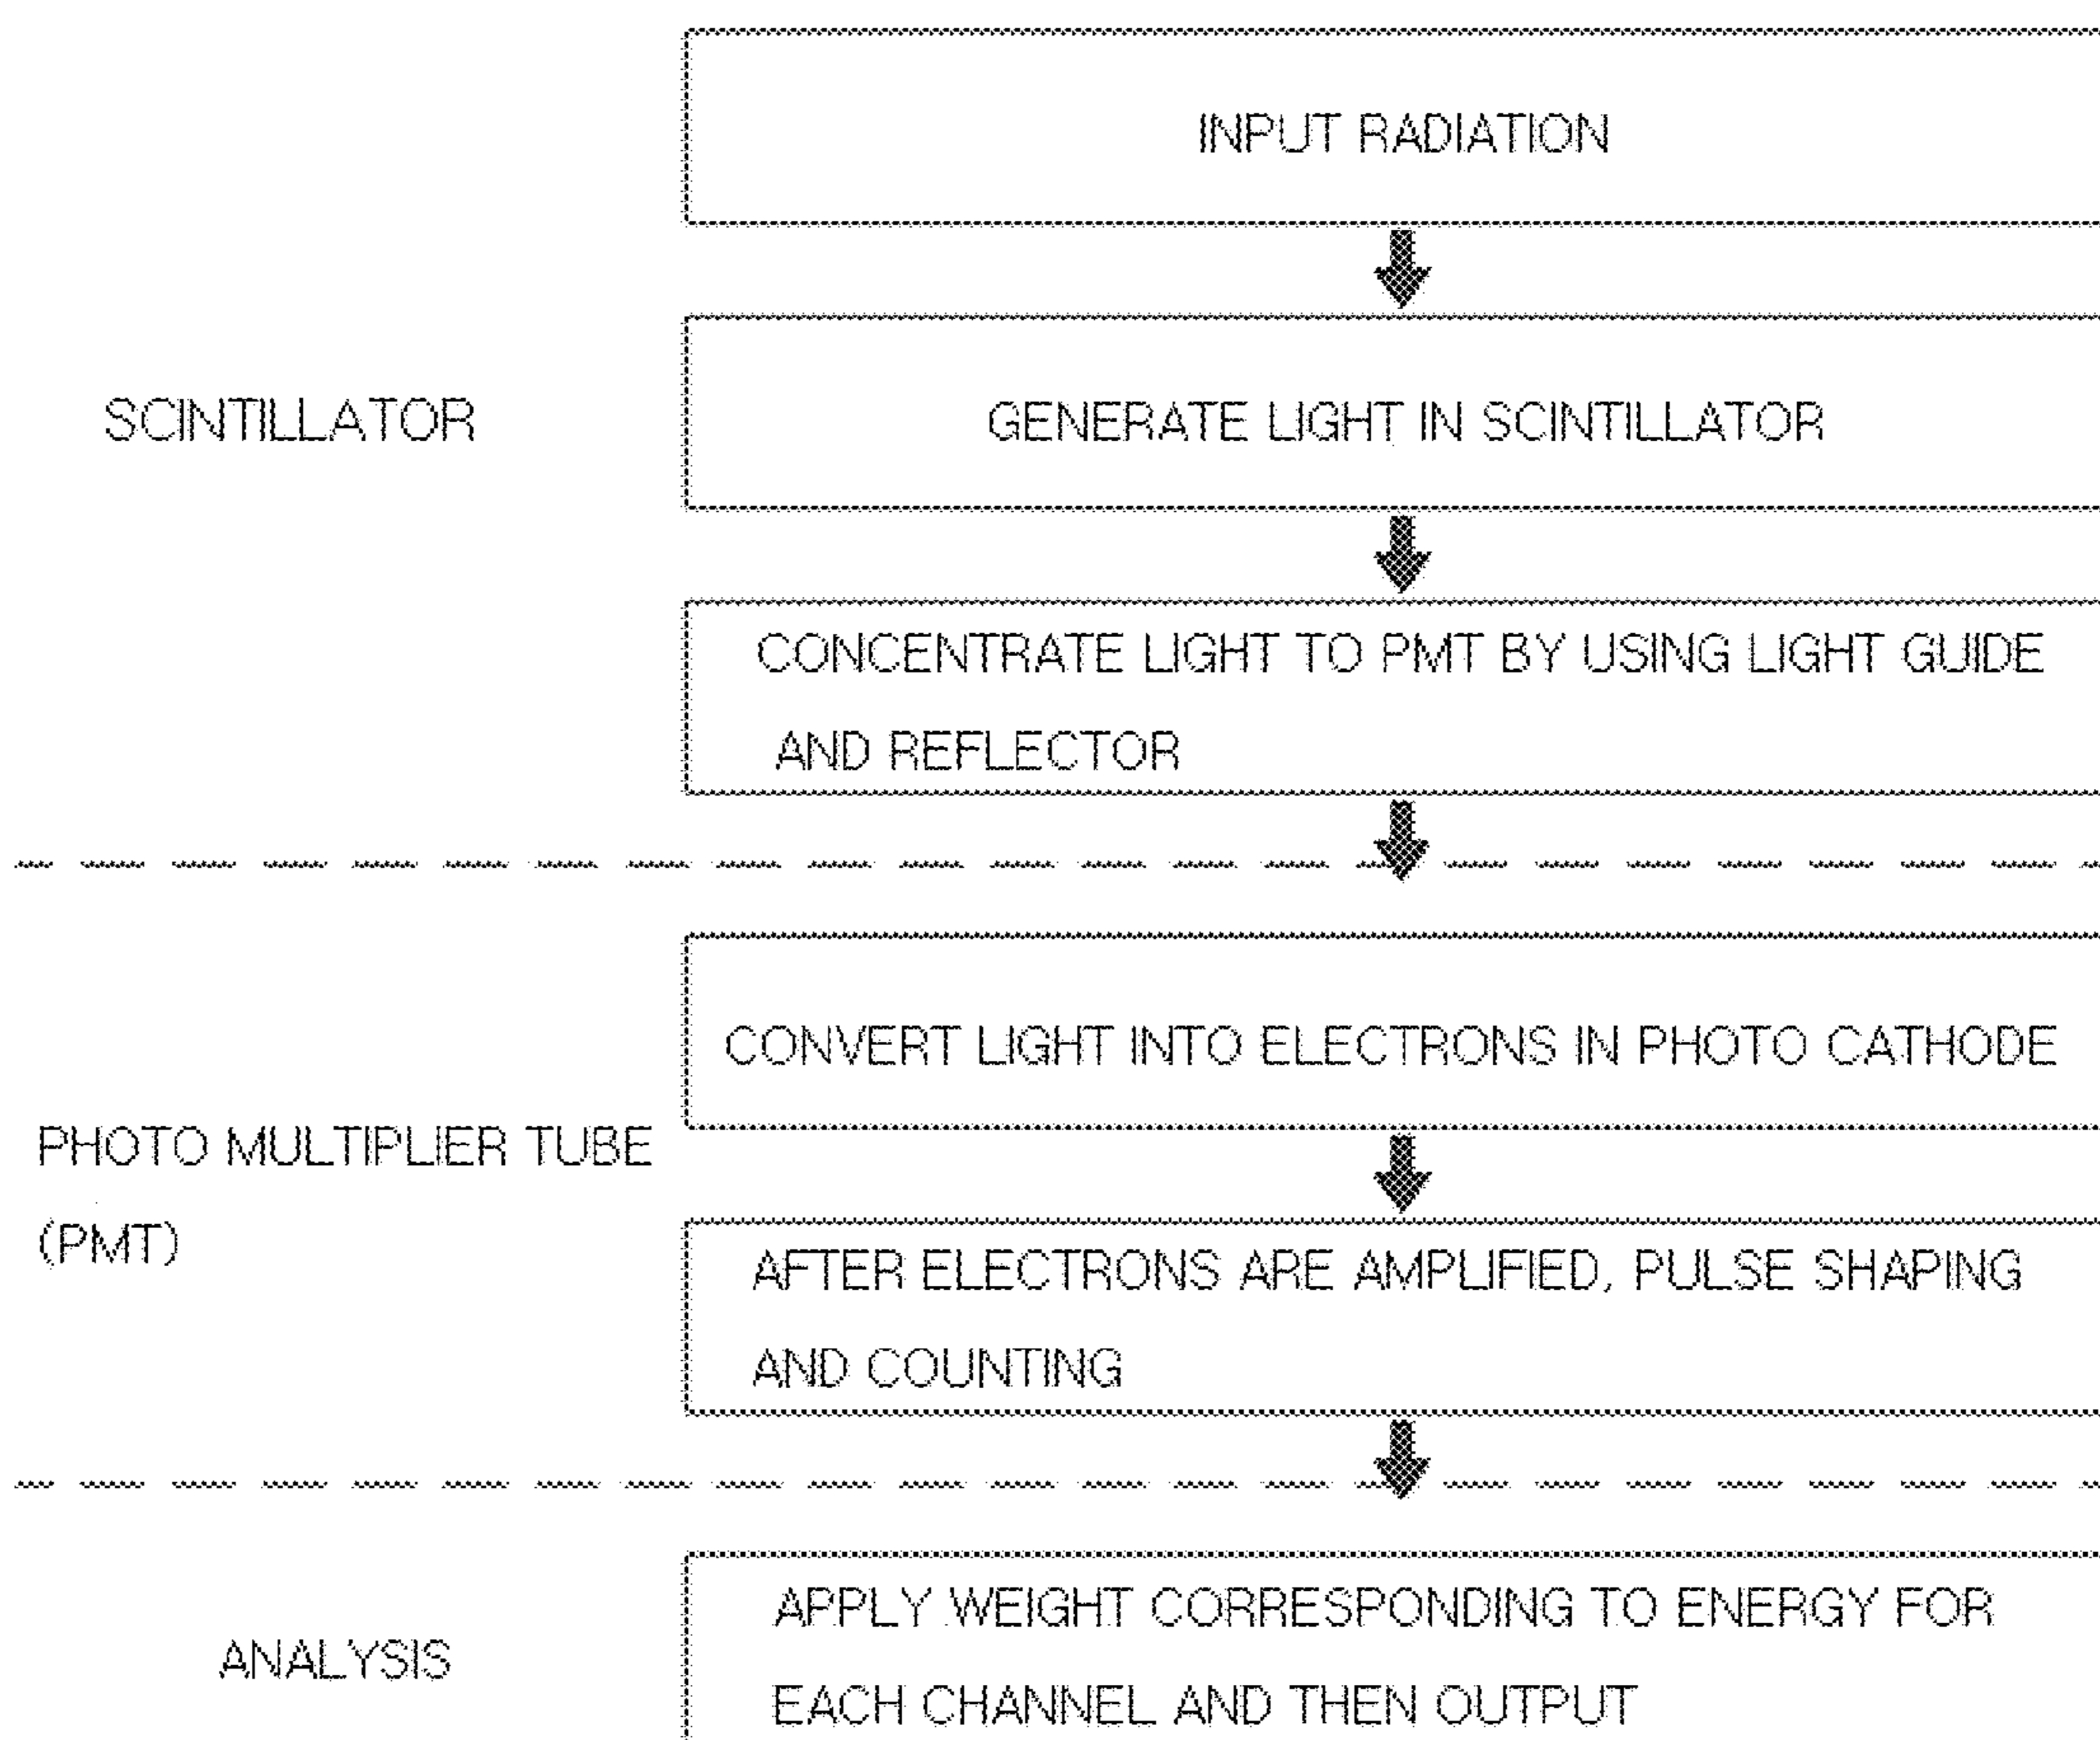 INPUT RADIATION
SCINTILLATOR
GENERATE LIGHT IN SCINTILLATOR
CONCENTRATE LIGHT TO PMT BY USING LIGHT GUIDE
AND REFLECTOR
CONVERT LIGHT INTO ELECTRONS IN PHOTO CATHODE
PHOTO MULTIPLIER TUBE
(PMT)
AFTER ELECTRONS ARE AMPLIFIED, PULSE SHAPING
AND COUNTING
ANALYSIS
APPLY WEIGHT CORRESPONDING TO ENERGY FOR
EACH CHANNEL AND THEN OUTPUT